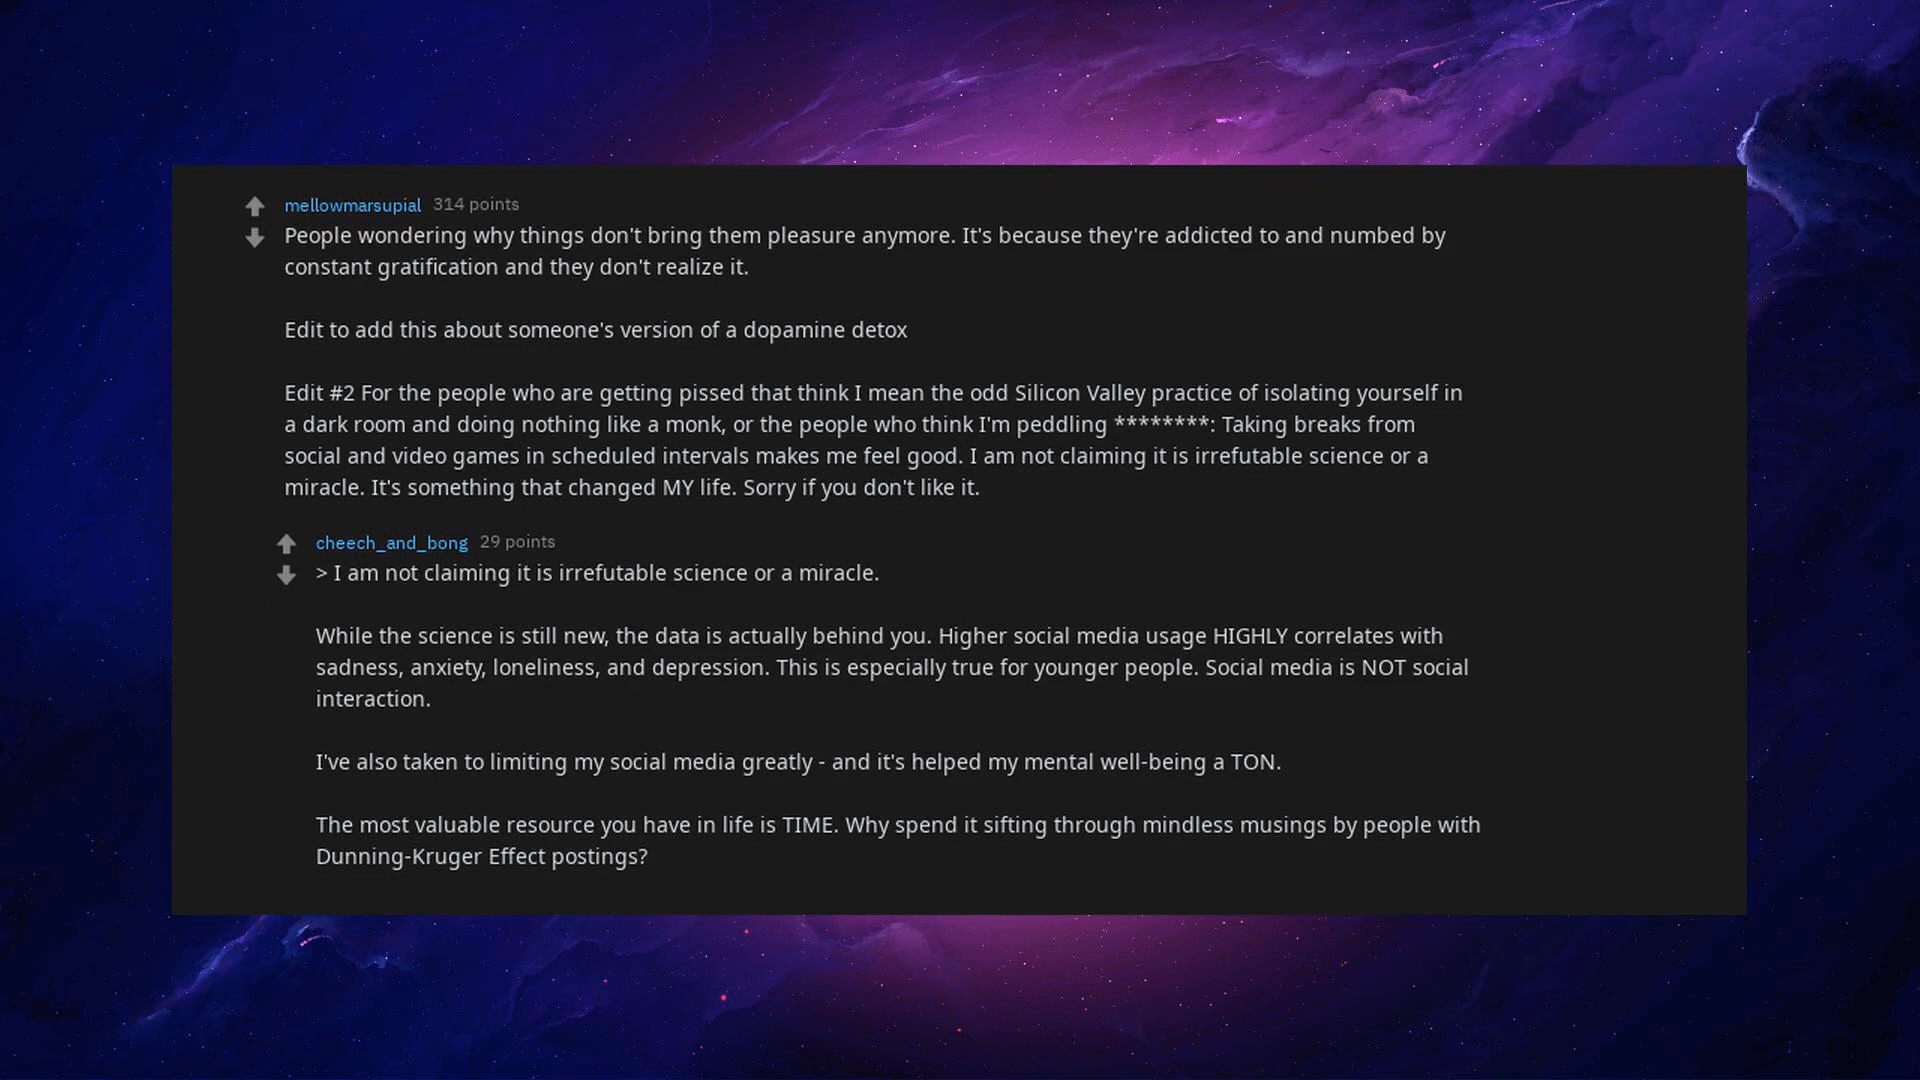 mellowmarsupial 314 points
People wondering why things don't bring them pleasure anymore. It's because they're addicted to and numbed by
constant gratification and they don't realize it.
Edit to add this about someone's version of a dopamine detox
Edit #2 For the people who are getting pissed that think I mean the odd Silicon Valley practice of isolating yourself in
a dark room and doing nothing like a monk, or the people who think I'm peddling ********: Taking breaks from
social and video games in scheduled intervals makes me feel good. I am not claiming it is irrefutable science or a
miracle. It's something that changed MY life. Sorry if you don't like it.
cheech_and_bong 29 points
> I am not claiming it is irrefutable science or a miracle.
While the science is still new, the data is actually behind you. Higher social media usage HIGHLY correlates with
sadness, anxiety, loneliness, and depression. This is especially true for younger people. Social media is NOT social
interaction.
I've also taken to limiting my social media greatly - and it's helped my mental well-being a TON.
The most valuable resource you have in life is TIME. Why spend it sifting through mindless musings by people with
Dunning-Kruger Effect postings?